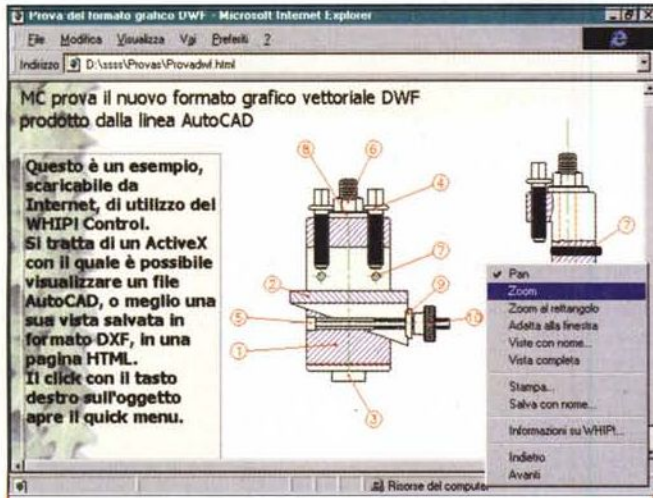 Prova del formato grafico DWF - Microsoft Internet Explorer
File Modifica Visualizza Vai Preferiti ?
Indirizzo D:\ssss\Provas\Provadwf.html
MC prova il nuovo formato grafico vettoriale DWF
prodotto dalla linea AutoCAD
Questo è un esempio,
scaricabile da
Internet, di utilizzo del
WHIP! Control.
Si tratta di un ActiveX
con il quale è possibile
visualizzare un file
AutoCAD, o meglio una
sua vista salvata in
formato DXF, in una
pagina HTML.
Il click con il tasto
destro sull'oggetto
apre il quick menu.
8 6
4
7
2 9
5 10
1
3
7
Pan
Zoom
Zoom al rettangolo
Adatta alla finestra
Viste con nome...
Vista completa
Stampa...
Salva con nome...
Informazioni su WHIP!...
Indietro
Avanti
Risorse del computer